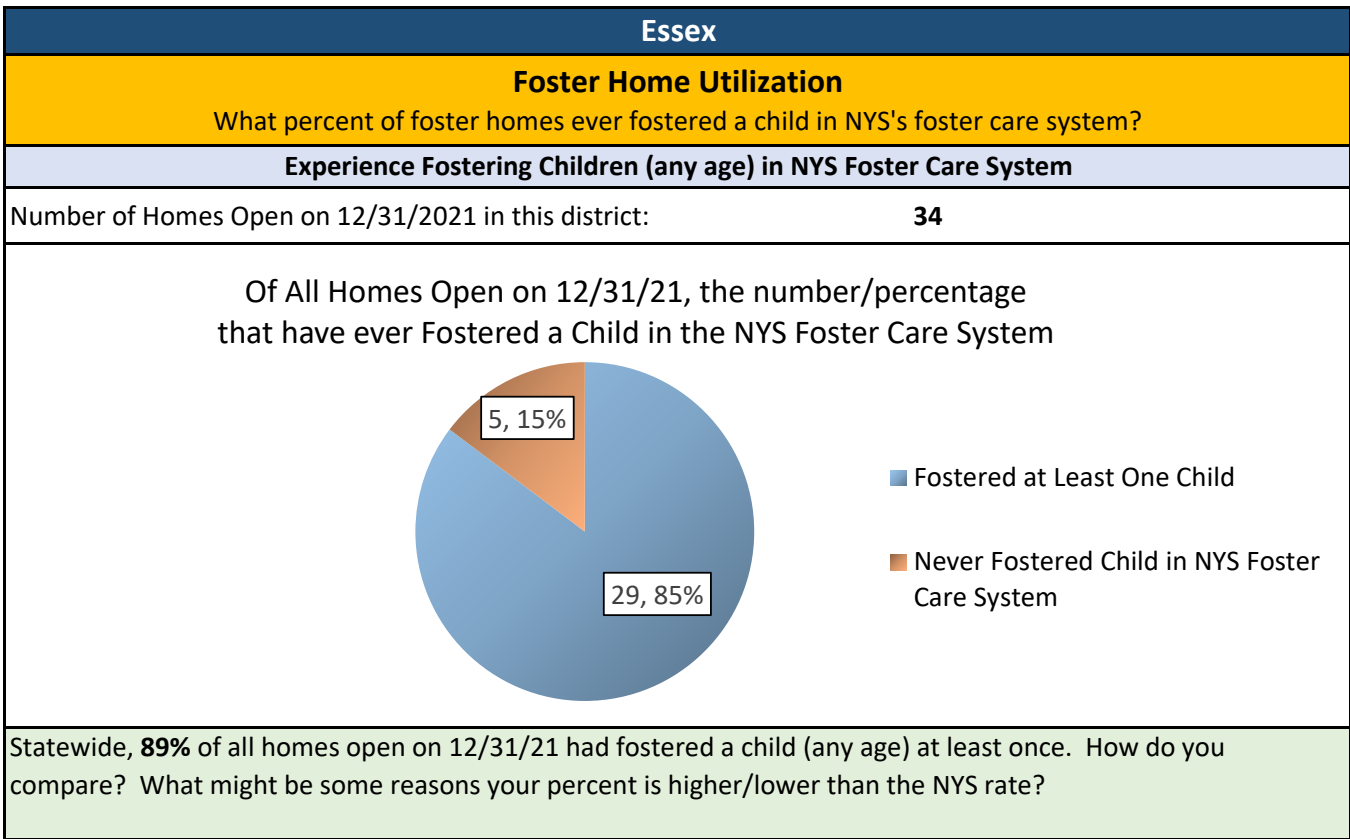 Essex
Foster Home Utilization
What percent of foster homes ever fostered a child in NYS's foster care system?
Experience Fostering Children (any age) in NYS Foster Care System
Number of Homes Open on 12/31/2021 in this district: 34
Of All Homes Open on 12/31/21, the number/percentage
that have ever Fostered a Child in the NYS Foster Care System
5, 15%
29, 85%
Fostered at Least One Child
Never Fostered Child in NYS Foster
Care System
Statewide, 89% of all homes open on 12/31/21 had fostered a child (any age) at least once.  How do you
compare?  What might be some reasons your percent is higher/lower than the NYS rate?